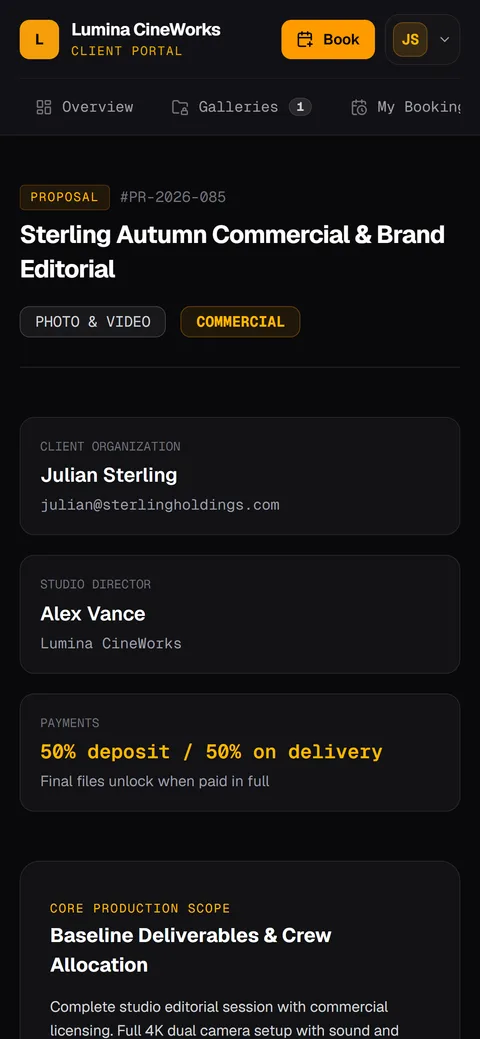 L
Lumina CineWorks
CLIENT PORTAL
Book
JS
Overview
Galleries 1
My Booking
PROPOSAL #PR-2026-085
Sterling Autumn Commercial & Brand
Editorial
PHOTO & VIDEO
COMMERCIAL
CLIENT ORGANIZATION
Julian Sterling
julian@sterlingholdings.com
STUDIO DIRECTOR
Alex Vance
Lumina CineWorks
PAYMENTS
50% deposit / 50% on delivery
Final files unlock when paid in full
CORE PRODUCTION SCOPE
Baseline Deliverables & Crew
Allocation
Complete studio editorial session with commercial
licensing. Full 4K dual camera setup with sound and